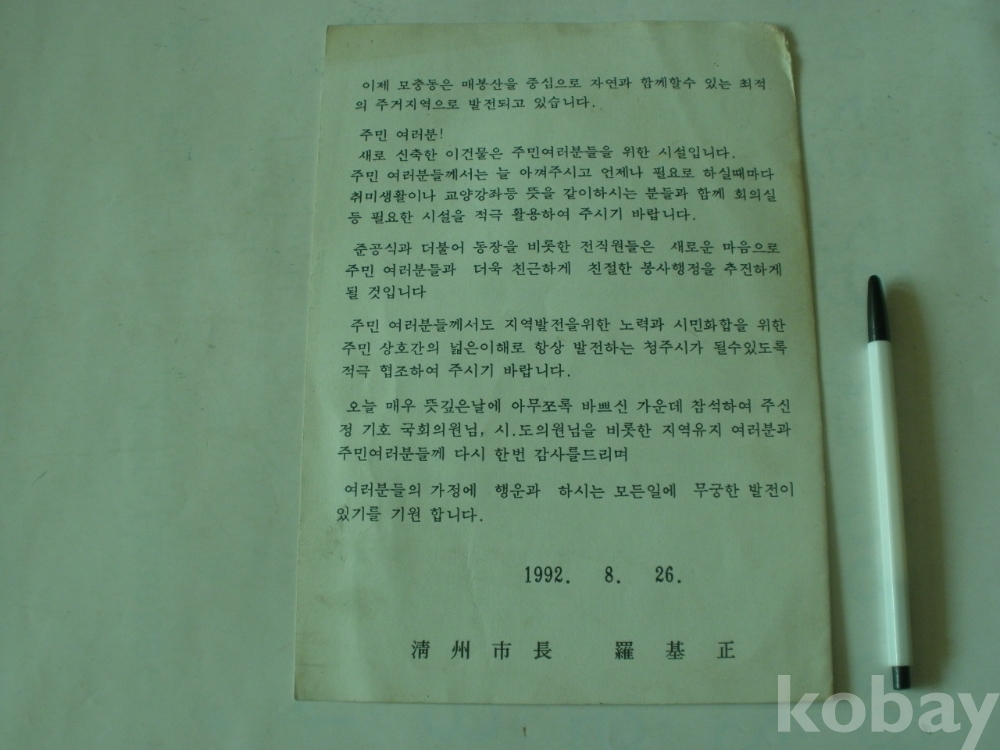 이제 모충동은 매봉산을 중심으로 자연과 함께할수 있는 최적
의 주거지역으로 발전되고 있습니다.
주민 여러분!
새로 신축한 이건물은 주민여러분들을 위한 시설입니다.
주민 여러분들께서는 늘 아껴주시고 언제나 필요로 하실때마다
취미생활이나 교양강좌등 뜻을 같이하시는 분들과 함께 회의실
등 필요한 시설을 적극 활용하여 주시기 바랍니다.
준공식과 더불어 동장을 비롯한 전직원들은 새로운 마음으로
주민 여러분들과 더욱 친근하게 친절한 봉사행정을 추진하게
될 것입니다
주민 여러분들께서도 지역발전을위한 노력과 시민화합을 위한
주민 상호간의 넓은이해로 항상 발전하는 청주시가 될수있도록
적극 협조하여 주시기 바랍니다.
오늘 매우 뜻깊은날에 아무쪼록 바쁘신 가운데 참석하여 주신
정 기호 국회의원님, 시.도의원님을 비롯한 지역유지 여러분과
주민여러분들께 다시 한번 감사를드리며
여러분들의 가정에 행운과 하시는 모든일에 무궁한 발전이
있기를 기원 합니다.
1992. 8. 26.
淸州市長 羅基正
kobay